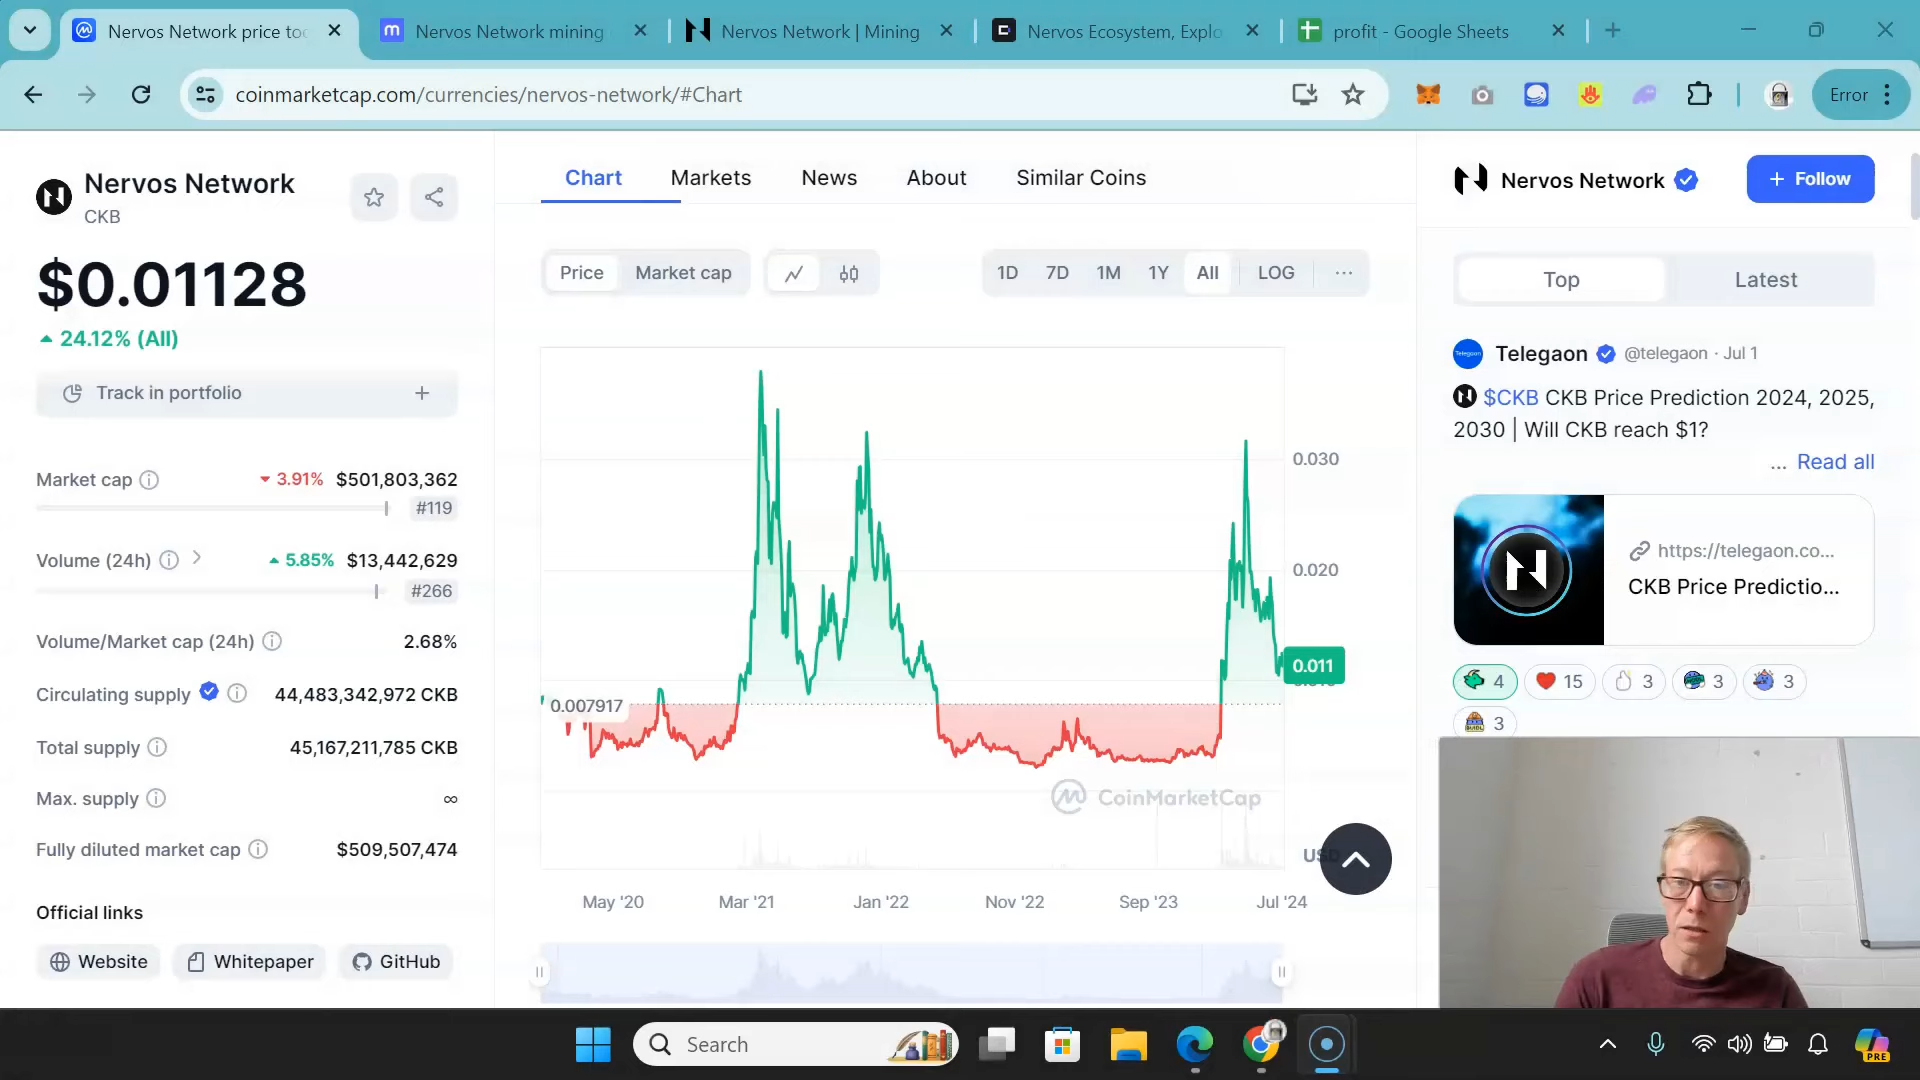 Nervos Network price too
Nervos Network mining
Nervos Network | Mining
Nervos Ecosystem, Explo
profit - Google Sheets
coinmarketcap.com/currencies/nervos-network/#Chart
Error
Nervos Network
CKB
$0.01128
24.12% (All)
Track in portfolio
Market cap
3.91%
$501,803,362
#119
Volume (24h)
5.85%
$13,442,629
#266
Volume/Market cap (24h)
2.68%
Circulating supply
44,483,342,972 CKB
Total supply
45,167,211,785 CKB
Max. supply
∞
Fully diluted market cap
$509,507,474
Official links
Website
Whitepaper
GitHub
Chart
Markets
News
About
Similar Coins
Price
Market cap
1D
7D
1M
1Y
All
LOG
0.030
0.020
0.011
0.007917
CoinMarketCap
USD
May '20
Mar '21
Jan '22
Nov '22
Sep '23
Jul '24
Nervos Network
+ Follow
Top
Latest
Telegaon
@telegaon · Jul 1
$CKB CKB Price Prediction 2024, 2025,
2030 | Will CKB reach $1?
... Read all
https://telegaon.co...
CKB Price Predictio...
4
15
3
3
3
3
Search
PRE